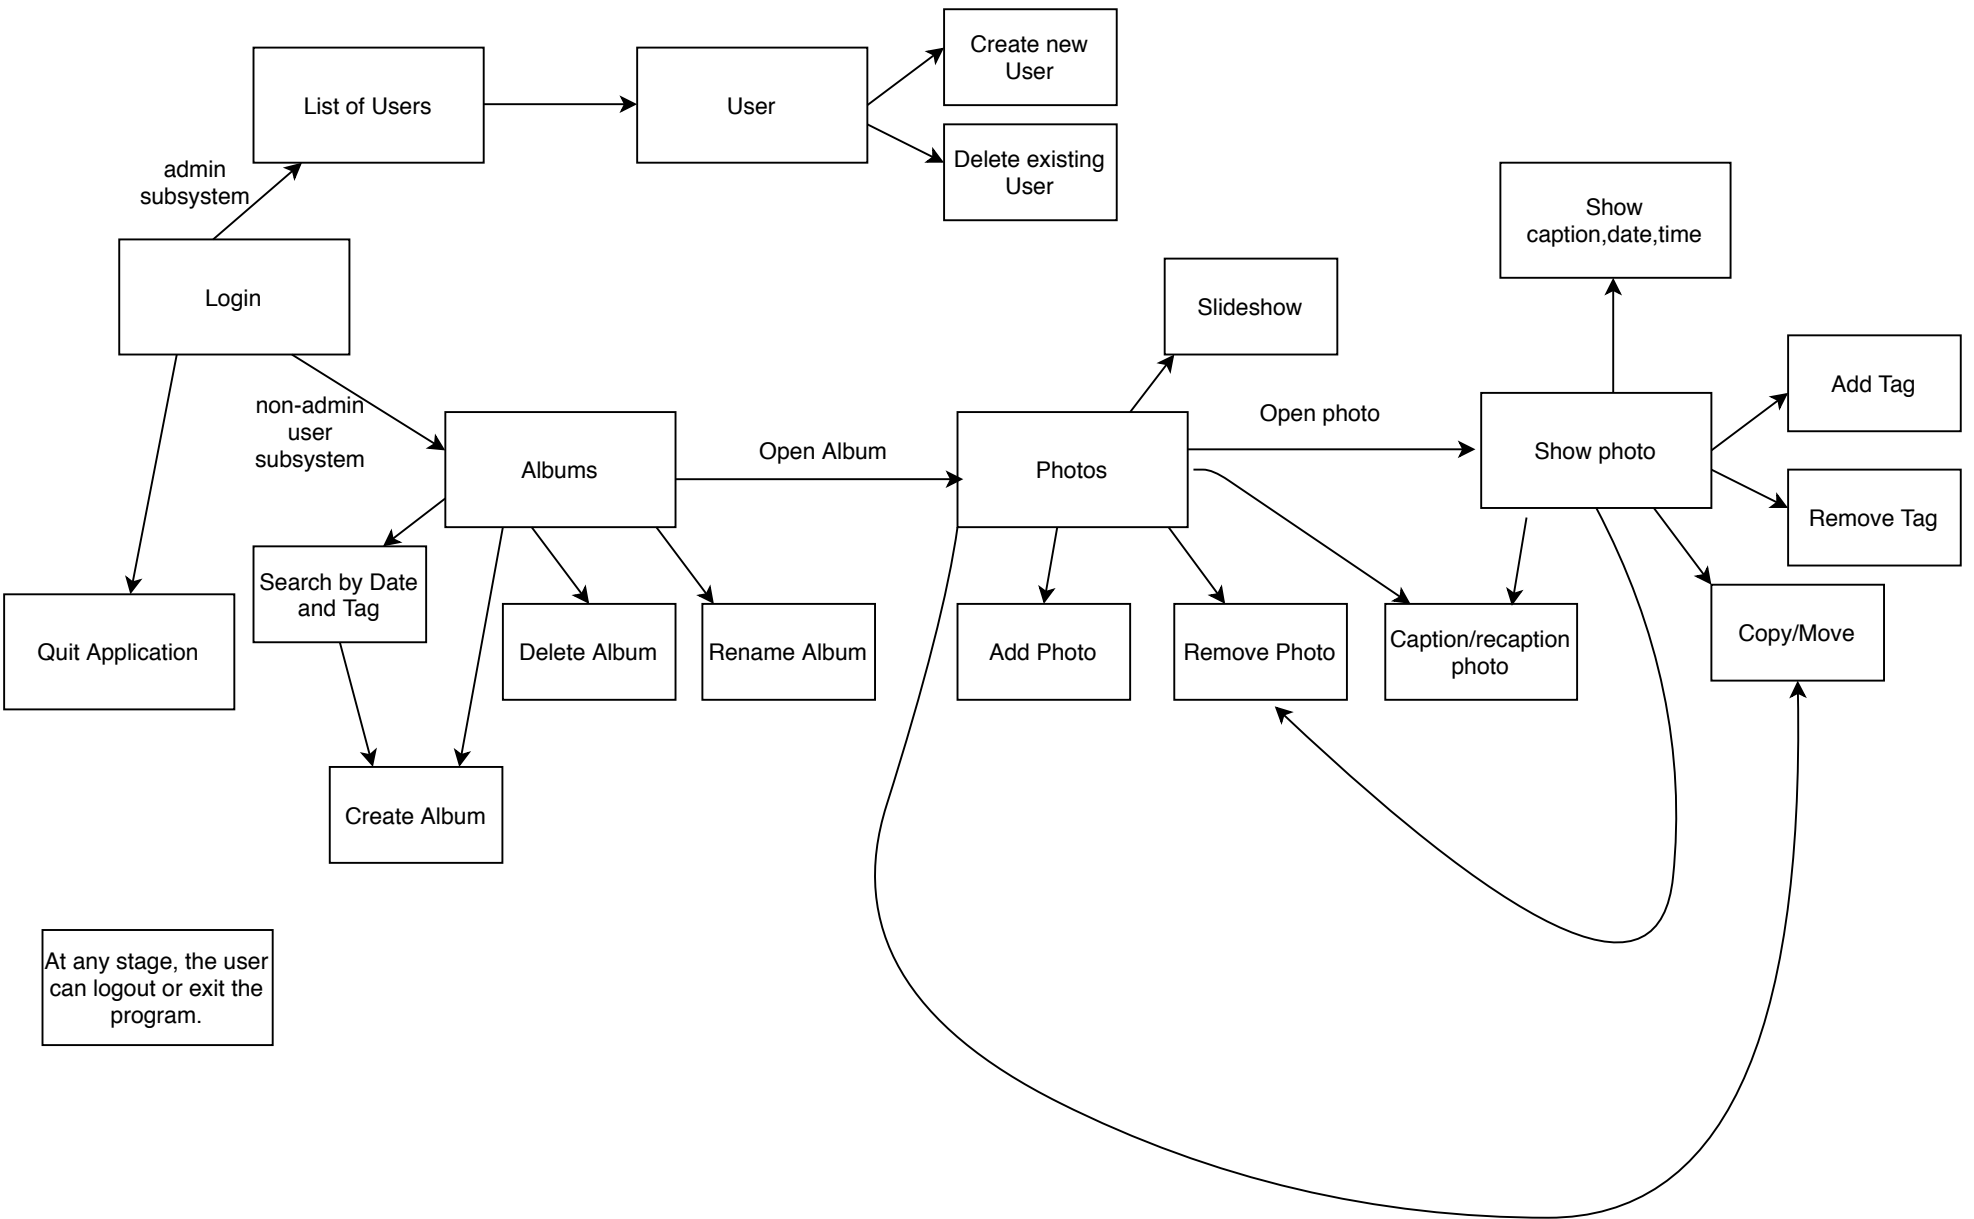 Create new
User
List of Users
User
Delete existing
User
admin
subsystem
Show
caption,date,time
Login
Slideshow
Add Tag
non-admin
user
subsystem
Open photo
Albums
Open Album
Photos
Show photo
Remove Tag
Search by Date
and Tag
Quit Application
Delete Album
Rename Album
Add Photo
Remove Photo
Caption/recaption
photo
Copy/Move
Create Album
At any stage, the user
can logout or exit the
program.